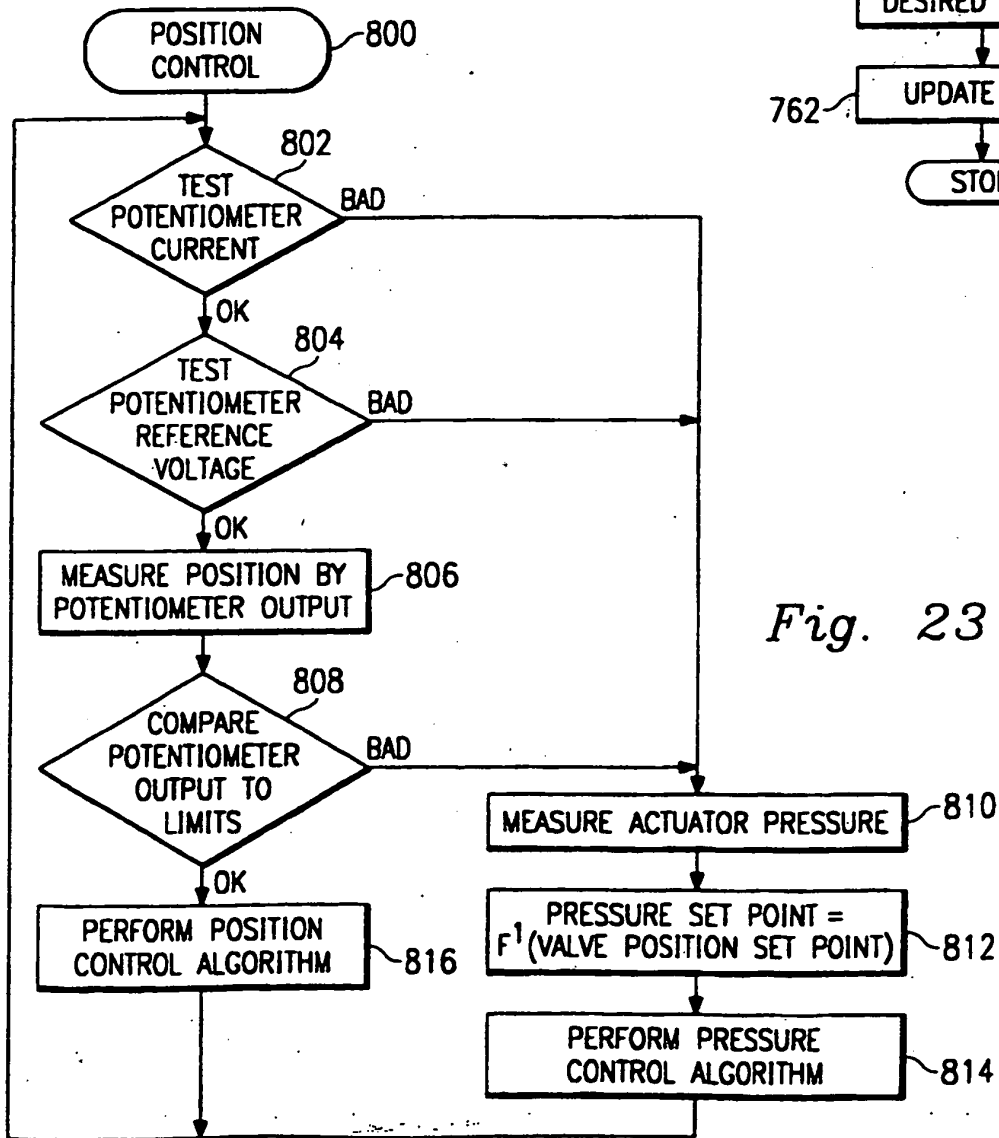 POSITION
CONTROL
800
802
TEST
POTENTIOMETER
CURRENT
BAD
OK
804
TEST
POTENTIOMETER
REFERENCE
VOLTAGE
BAD
OK
MEASURE POSITION BY
POTENTIOMETER OUTPUT
806
808
COMPARE
POTENTIOMETER
OUTPUT TO
LIMITS
BAD
OK
PERFORM POSITION
CONTROL ALGORITHM
816
MEASURE ACTUATOR PRESSURE
810
PRESSURE SET POINT =
F¹(VALVE POSITION SET POINT)
812
PERFORM PRESSURE
CONTROL ALGORITHM
814
DESIRED
762
UPDATE
Fig. 23